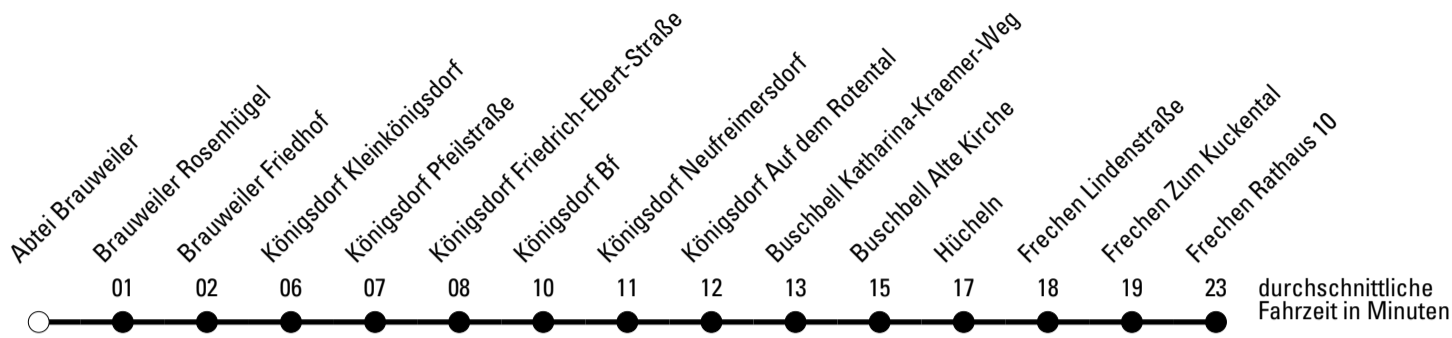 Abtei Brauweiler
Brauweiler Rosenhügel
Brauweiler Friedhof
Königsdorf Kleinkönigsdorf
Königsdorf Pfeilstraße
Königsdorf Friedrich-Ebert-Straße
Königsdorf Bf
Königsdorf Neufreimersdorf
Königsdorf Auf dem Rotental
Buschbell Katharina-Kraemer-Weg
Buschbell Alte Kirche
Hücheln
Frechen Lindenstraße
Frechen Zum Kuckental
Frechen Rathaus 10
01 02 06 07 08 10 11 12 13 15 17 18 19 23
durchschnittliche
Fahrzeit in Minuten